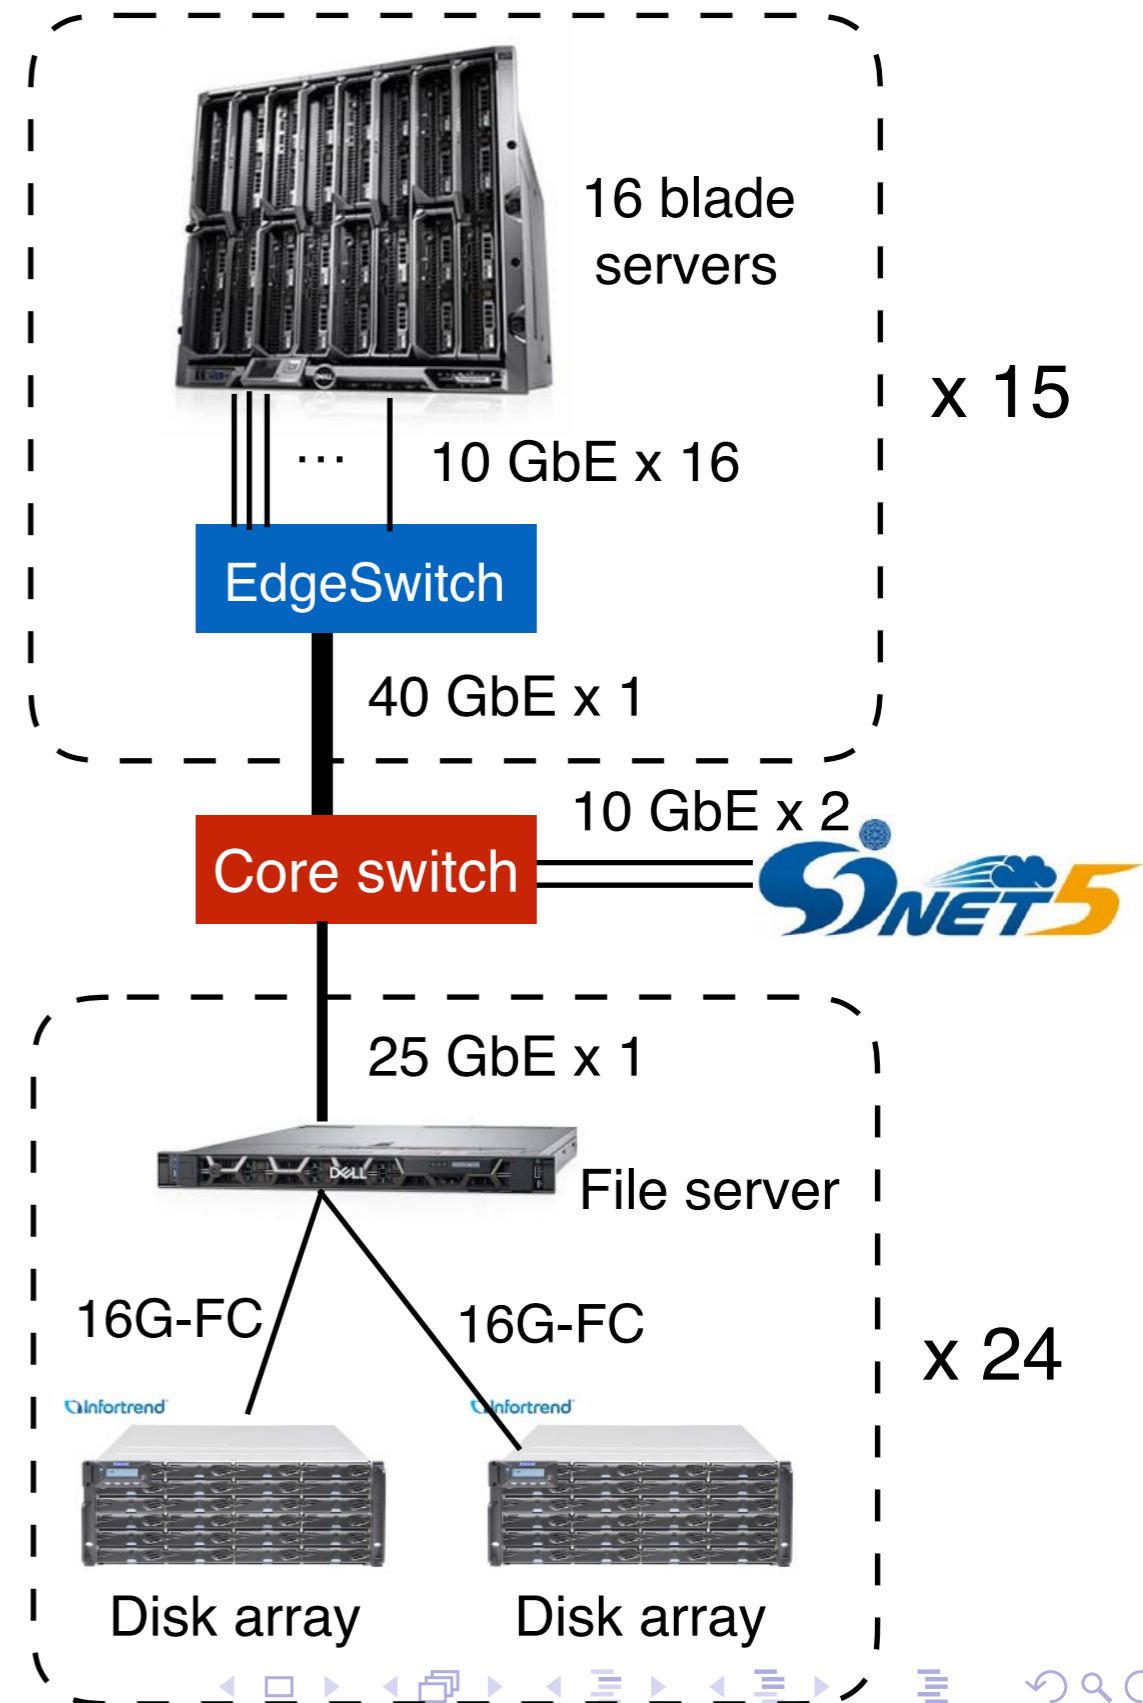 16 blade
servers
x 15
...
10 GbE x 16
EdgeSwitch
40 GbE x 1
10 GbE x 2
Core switch
SINET5
25 GbE x 1
DELL
File server
16G-FC
16G-FC
x 24
Infortrend
Infortrend
Disk array
Disk array